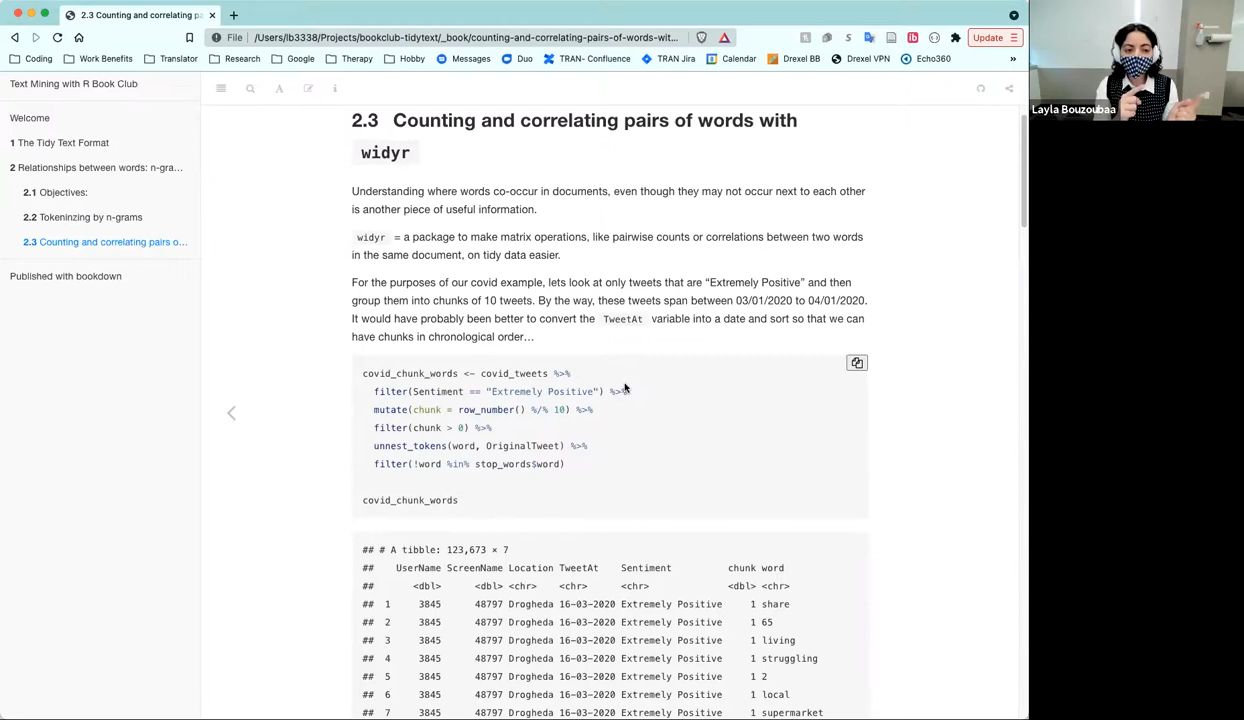 2.3 Counting and correlating pa
File
/Users/lb3338/Projects/bookclub-tidytext/_book/counting-and-correlating-pairs-of-words-wit...
Update
Coding
Work Benefits
Translator
Research
Google
Therapy
Hobby
Messages
Duo
TRAN- Confluence
TRAN Jira
Calendar
Drexel BB
Drexel VPN
Echo360
»
Text Mining with R Book Club
Welcome
1 The Tidy Text Format
2 Relationships between words: n-gra...
2.1 Objectives:
2.2 Tokeninzing by n-grams
2.3 Counting and correlating pairs o...
Published with bookdown
2.3 Counting and correlating pairs of words with
widyr
Understanding where words co-occur in documents, even though they may not occur next to each other
is another piece of useful information.
widyr = a package to make matrix operations, like pairwise counts or correlations between two words
in the same document, on tidy data easier.
For the purposes of our covid example, lets look at only tweets that are “Extremely Positive” and then
group them into chunks of 10 tweets. By the way, these tweets span between 03/01/2020 to 04/01/2020.
It would have probably been better to convert the TweetAt variable into a date and sort so that we can
have chunks in chronological order…
covid_chunk_words <- covid_tweets %>%
filter(Sentiment == "Extremely Positive") %>%
mutate(chunk = row_number() %/% 10) %>%
filter(chunk > 0) %>%
unnest_tokens(word, OriginalTweet) %>%
filter(!word %in% stop_words$word)
covid_chunk_words
## # A tibble: 123,673 × 7
## UserName ScreenName Location TweetAt Sentiment chunk word
## <dbl> <dbl> <chr> <chr> <chr> <dbl> <chr>
## 1 3845 48797 Drogheda 16-03-2020 Extremely Positive 1 share
## 2 3845 48797 Drogheda 16-03-2020 Extremely Positive 1 65
## 3 3845 48797 Drogheda 16-03-2020 Extremely Positive 1 living
## 4 3845 48797 Drogheda 16-03-2020 Extremely Positive 1 struggling
## 5 3845 48797 Drogheda 16-03-2020 Extremely Positive 1 2
## 6 3845 48797 Drogheda 16-03-2020 Extremely Positive 1 local
## 7 3845 48797 Drogheda 16-03-2020 Extremely Positive 1 supermarket
Layla Bouzoubaa